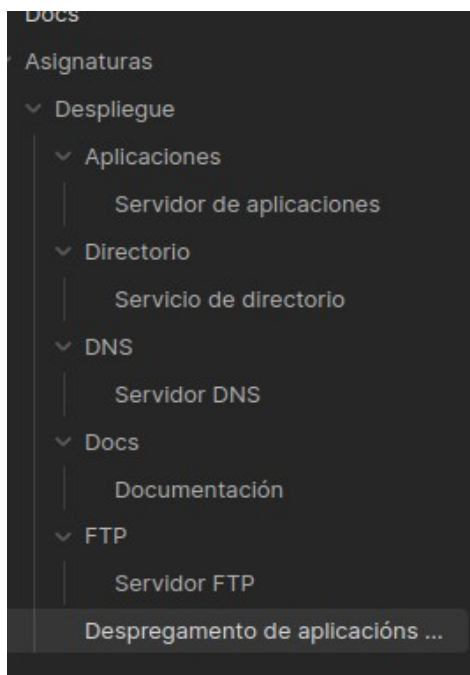 Docs
Asignaturas
Despliegue
Aplicaciones
Servidor de aplicaciones
Directorio
Servicio de directorio
DNS
Servidor DNS
Docs
Documentación
FTP
Servidor FTP
Despregamento de aplicacións ...